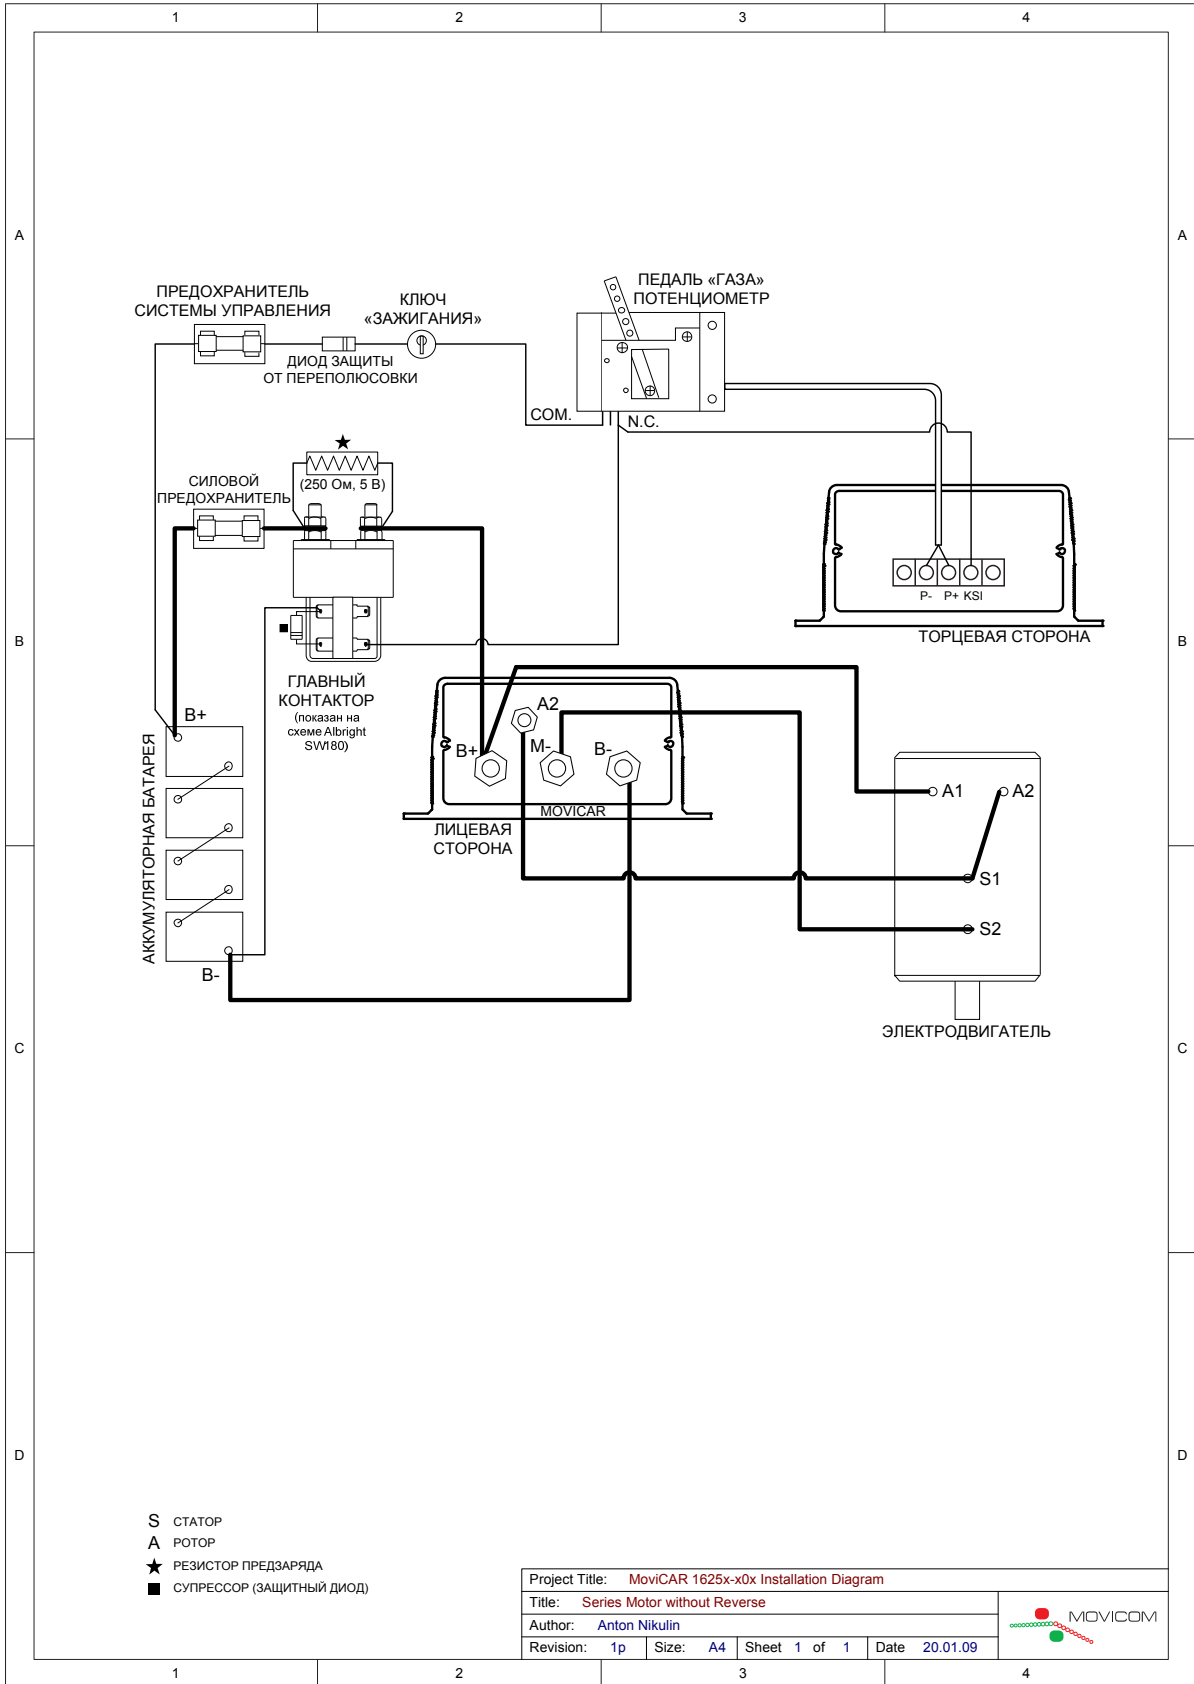 1 2 3 4
A A
ПРЕДОХРАНИТЕЛЬ
СИСТЕМЫ УПРАВЛЕНИЯ
КЛЮЧ
«ЗАЖИГАНИЯ»
ПЕДАЛЬ «ГАЗА»
ПОТЕНЦИОМЕТР
ДИОД ЗАЩИТЫ
ОТ ПЕРЕПОЛЮСОВКИ
COM.
N.C.
★
(250 Ом, 5 В)
СИЛОВОЙ
ПРЕДОХРАНИТЕЛЬ
P- P+ KSI
ТОРЦЕВАЯ СТОРОНА
B B
■
ГЛАВНЫЙ
КОНТАКТОР
(показан на
схеме Albright
SW180)
B+
АККУМУЛЯТОРНАЯ БАТАРЕЯ
B-
A2
B+ M- B-
MOVICAR
ЛИЦЕВАЯ
СТОРОНА
A1 A2
S1
S2
ЭЛЕКТРОДВИГАТЕЛЬ
C C
D D
S СТАТОР
A РОТОР
★ РЕЗИСТОР ПРЕДЗАРЯДА
■ СУПРЕССОР (ЗАЩИТНЫЙ ДИОД)
Project Title: MoviCAR 1625x-x0x Installation Diagram
Title: Series Motor without Reverse
Author: Anton Nikulin
Revision: 1p Size: A4 Sheet 1 of 1 Date 20.01.09
MOVICOM
1 2 3 4